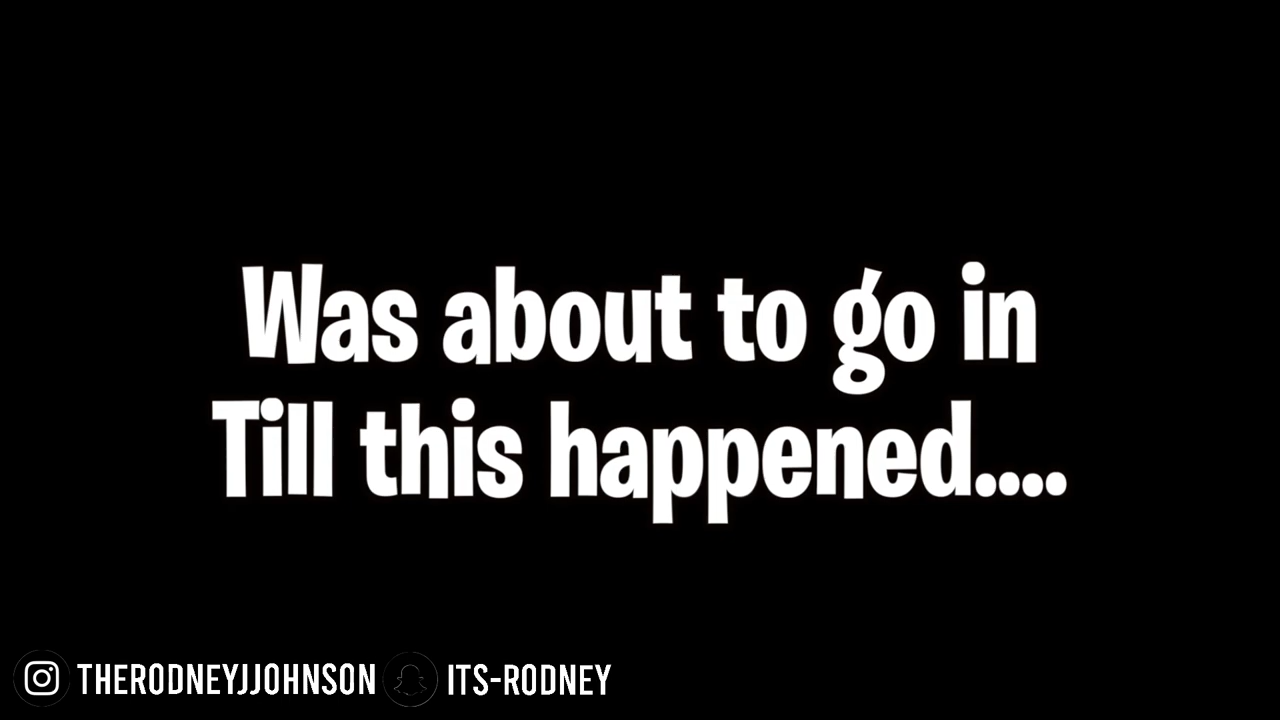 Was about to go in
Till this happened....
THERODNEYJJOHNSON ITS-RODNEY